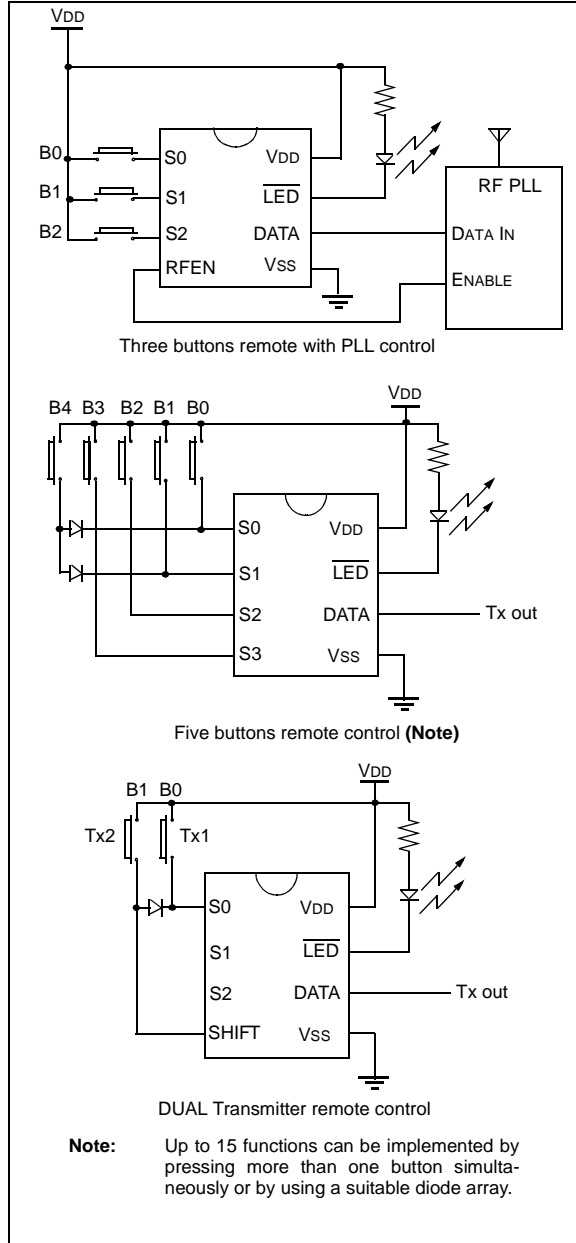 VDD
B0
S0
VDD
B1
S1
LED
RF PLL
B2
S2
DATA
DATA IN
RFEN
VSS
ENABLE
Three buttons remote with PLL control
VDD
B4 B3 B2 B1 B0
S0
VDD
S1
LED
S2
DATA
Tx out
S3
VSS
Five buttons remote control (Note)
VDD
B1 B0
Tx2
Tx1
S0
VDD
S1
LED
S2
DATA
Tx out
SHIFT
VSS
DUAL Transmitter remote control
Note: Up to 15 functions can be implemented by
pressing more than one button simulta-
neously or by using a suitable diode array.